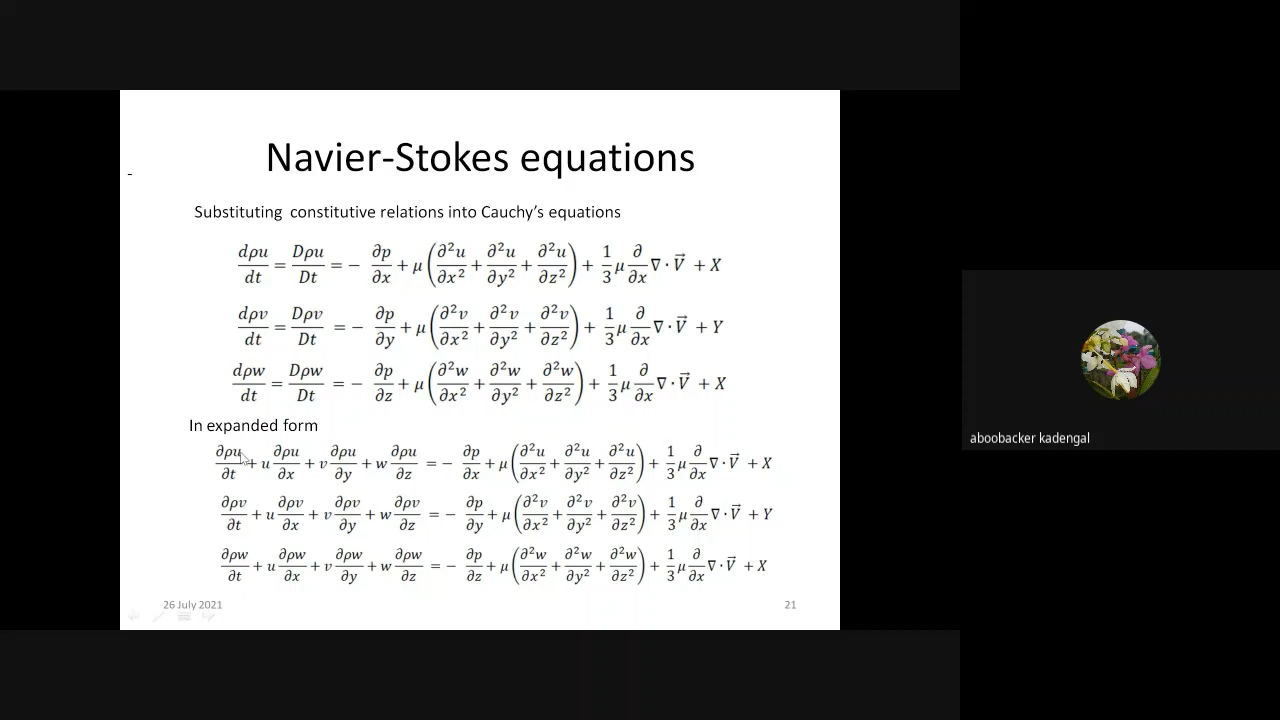 Navier-Stokes equations
-
Substituting constitutive relations into Cauchy's equations
dρu/dt = Dρu/Dt = − ∂p/∂x + μ(∂²u/∂x² + ∂²u/∂y² + ∂²u/∂z²) + 1/3 μ ∂/∂x ∇·V⃗ + X
dρv/dt = Dρv/Dt = − ∂p/∂y + μ(∂²v/∂x² + ∂²v/∂y² + ∂²v/∂z²) + 1/3 μ ∂/∂x ∇·V⃗ + Y
dρw/dt = Dρw/Dt = − ∂p/∂z + μ(∂²w/∂x² + ∂²w/∂y² + ∂²w/∂z²) + 1/3 μ ∂/∂x ∇·V⃗ + X
In expanded form
∂ρu/∂t + u ∂ρu/∂x + v ∂ρu/∂y + w ∂ρu/∂z = − ∂p/∂x + μ(∂²u/∂x² + ∂²u/∂y² + ∂²u/∂z²) + 1/3 μ ∂/∂x ∇·V⃗ + X
∂ρv/∂t + u ∂ρv/∂x + v ∂ρv/∂y + w ∂ρv/∂z = − ∂p/∂y + μ(∂²v/∂x² + ∂²v/∂y² + ∂²v/∂z²) + 1/3 μ ∂/∂x ∇·V⃗ + Y
∂ρw/∂t + u ∂ρw/∂x + v ∂ρw/∂y + w ∂ρw/∂z = − ∂p/∂z + μ(∂²w/∂x² + ∂²w/∂y² + ∂²w/∂z²) + 1/3 μ ∂/∂x ∇·V⃗ + X
26 July 2021
21
aboobacker kadengal